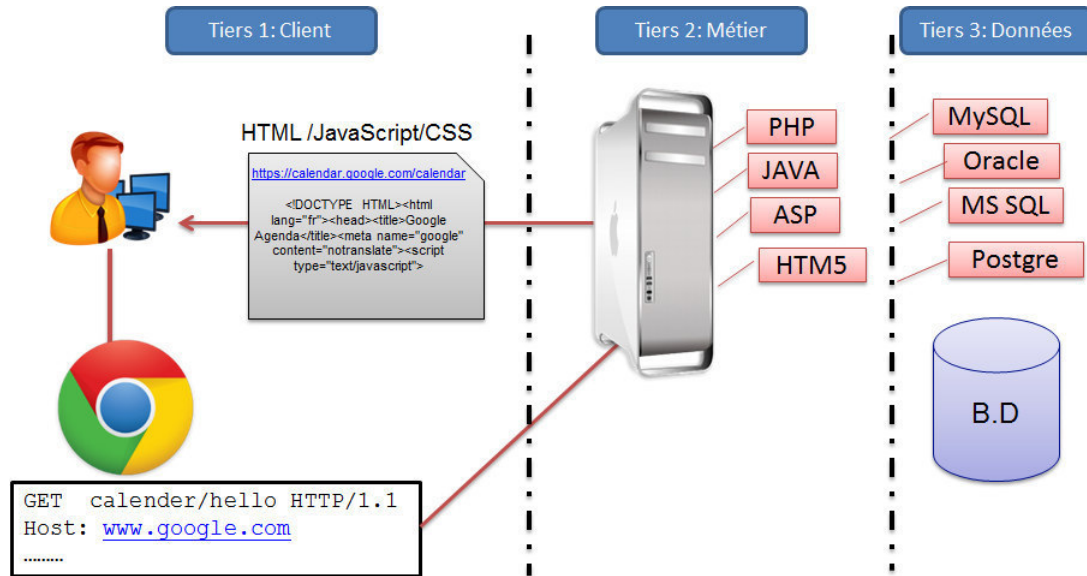 Tiers 1: Client
Tiers 2: Métier
Tiers 3: Données
HTML /JavaScript/CSS
https://calendar.google.com/calendar
<!DOCTYPE HTML><html
lang="fr"><head><title>Google
Agenda</title><meta name="google"
content="notranslate"><script
type="text/javascript">
PHP
JAVA
ASP
HTM5
MySQL
Oracle
MS SQL
Postgre
B.D
GET calender/hello HTTP/1.1
Host: www.google.com
.........